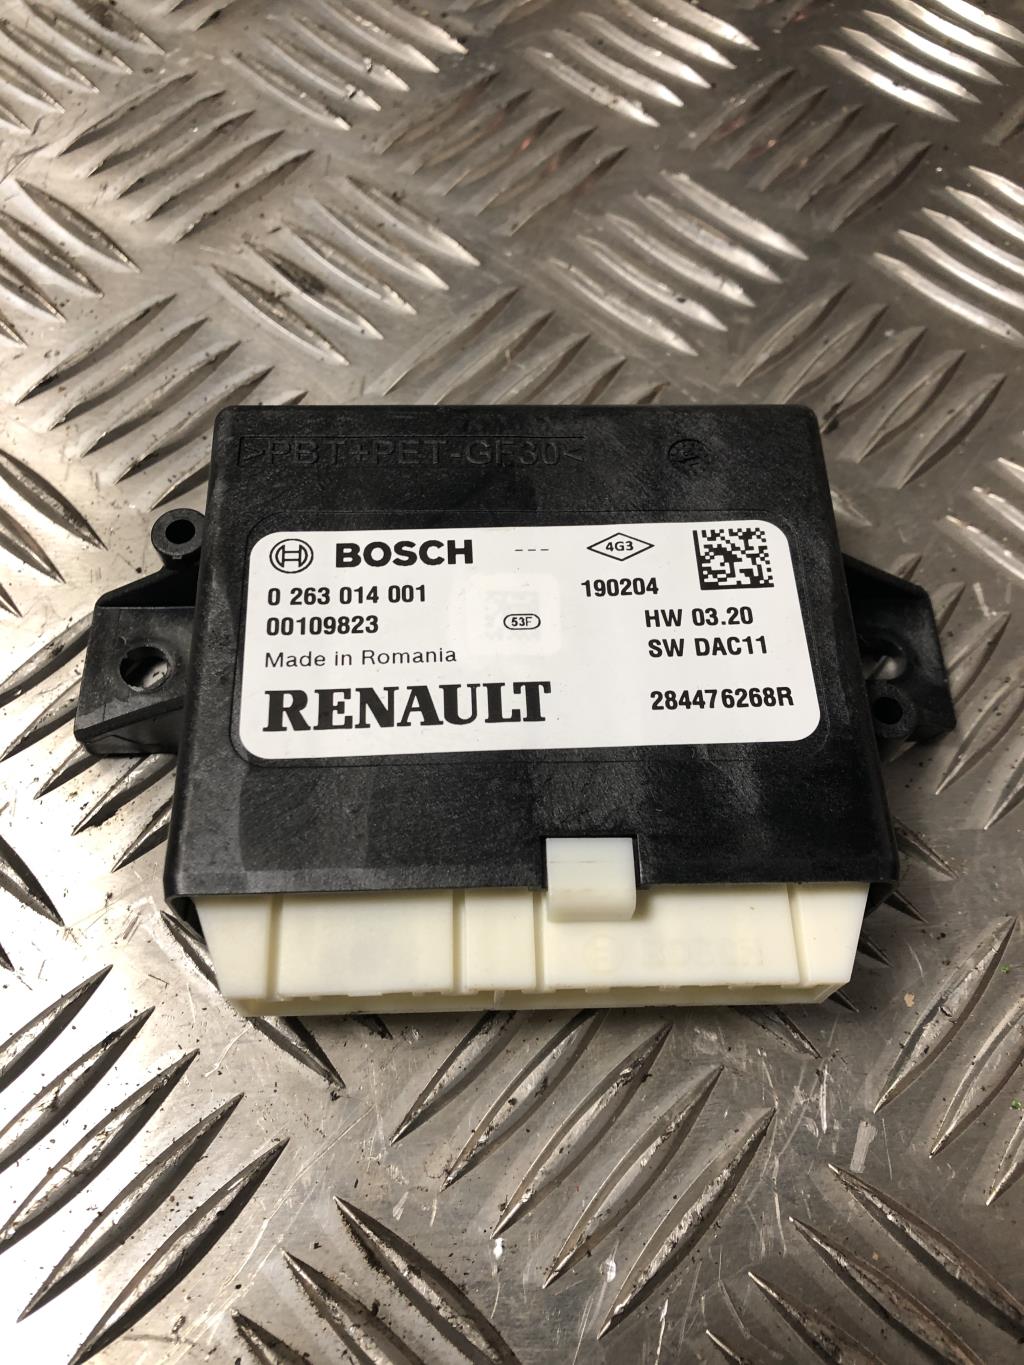 >PBT+PET-GF30<
BOSCH --- 4G3
0 263 014 001 190204
00109823 53F HW 03.20
Made in Romania SW DAC11
RENAULT 284476268R